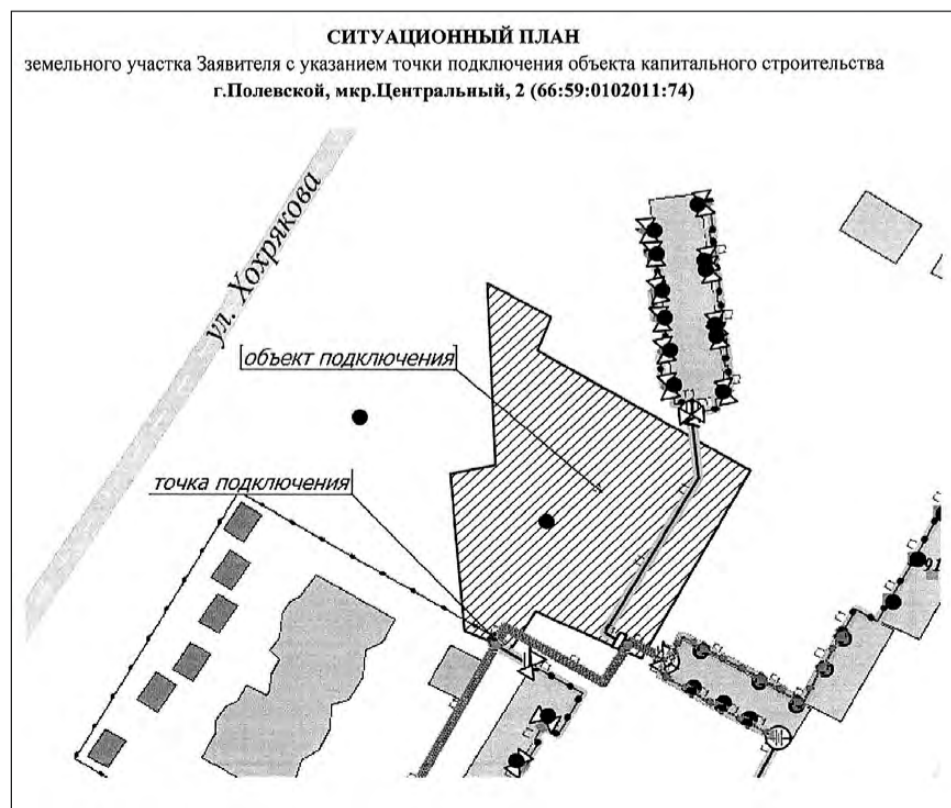 СИТУАЦИОННЫЙ ПЛАН
земельного участка Заявителя с указанием точки подключения объекта капитального строительства
г.Полевской, мкр.Центральный, 2 (66:59:0102011:74)
ул. Хохрякова
объект подключения
точка подключения
91